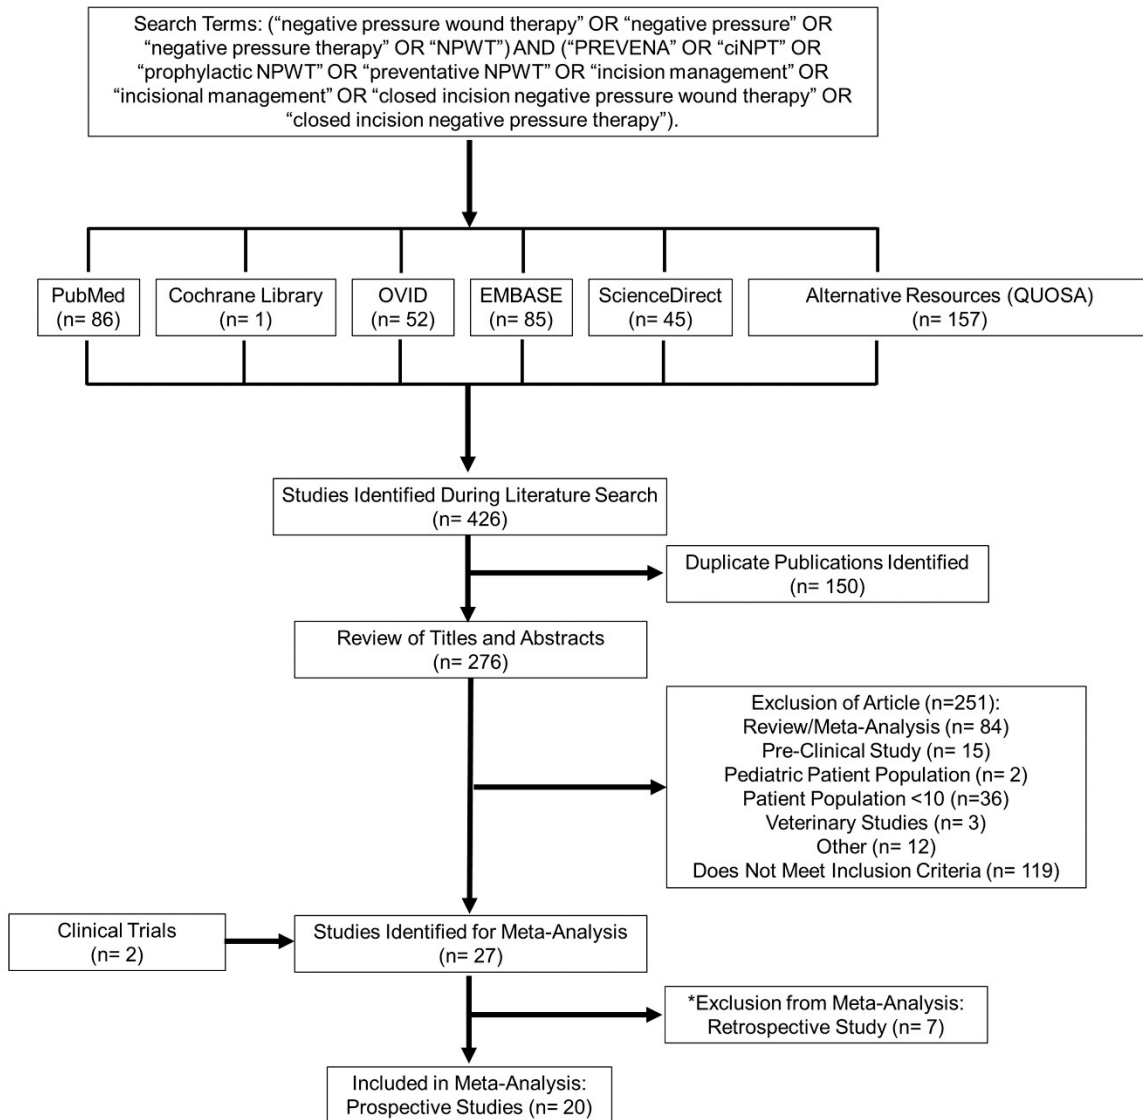 Search Terms: (“negative pressure wound therapy” OR “negative pressure” OR
“negative pressure therapy” OR “NPWT”) AND (“PREVENA” OR “ciNPT” OR
“prophylactic NPWT” OR “preventative NPWT” OR “incision management” OR
“incisional management” OR “closed incision negative pressure wound therapy” OR
“closed incision negative pressure therapy”).
PubMed
(n= 86)
Cochrane Library
(n= 1)
OVID
(n= 52)
EMBASE
(n= 85)
ScienceDirect
(n= 45)
Alternative Resources (QUOSA)
(n= 157)
Studies Identified During Literature Search
(n= 426)
Duplicate Publications Identified
(n= 150)
Review of Titles and Abstracts
(n= 276)
Exclusion of Article (n=251):
Review/Meta-Analysis (n= 84)
Pre-Clinical Study (n= 15)
Pediatric Patient Population (n= 2)
Patient Population <10 (n=36)
Veterinary Studies (n= 3)
Other (n= 12)
Does Not Meet Inclusion Criteria (n= 119)
Clinical Trials
(n= 2)
Studies Identified for Meta-Analysis
(n= 27)
*Exclusion from Meta-Analysis:
Retrospective Study (n= 7)
Included in Meta-Analysis:
Prospective Studies (n= 20)